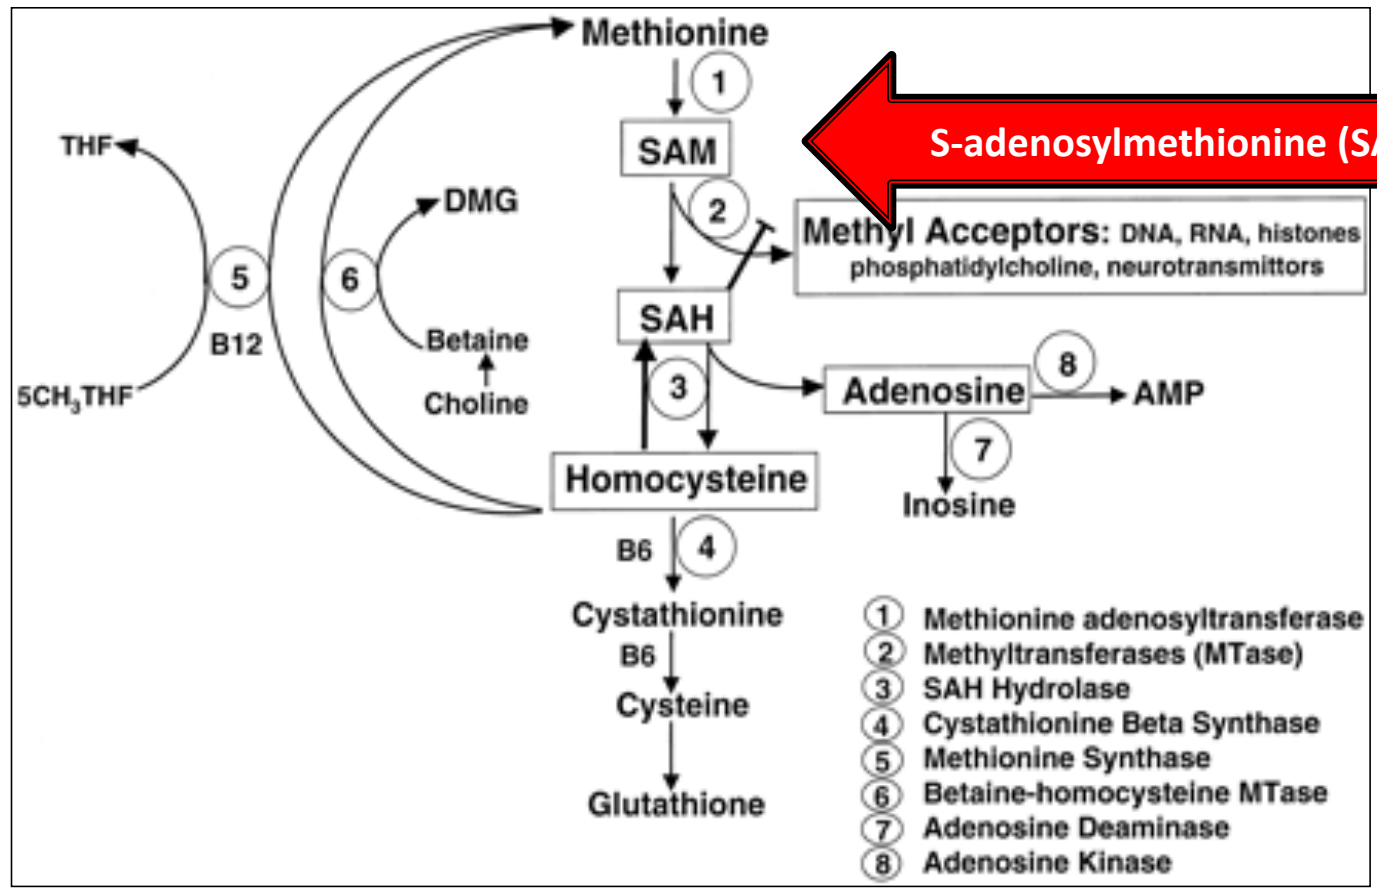 Methionine
1
THF
SAM
S-adenosylmethionine (SA
DMG
2
Methyl Acceptors: DNA, RNA, histones
phosphatidylcholine, neurotransmittors
5
6
SAH
B12
Betaine
3
8
5CH₃THF
Choline
Adenosine
AMP
7
Homocysteine
Inosine
B6
4
Cystathionine
B6
Cysteine
Glutathione
1 Methionine adenosyltransferase
2 Methyltransferases (MTase)
3 SAH Hydrolase
4 Cystathionine Beta Synthase
5 Methionine Synthase
6 Betaine-homocysteine MTase
7 Adenosine Deaminase
8 Adenosine Kinase